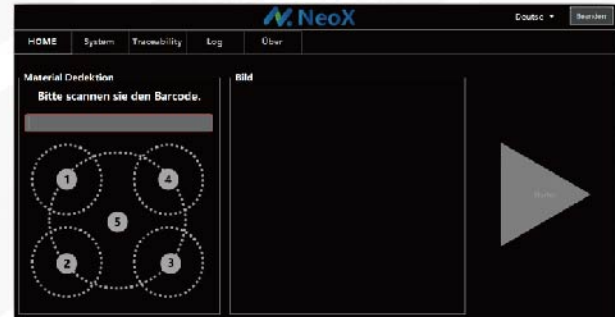 NeoX
Deutsc
Beenden
HOME
System
Traceability
Log
Über
Material Dedektion
Bitte scannen sie den Barcode.
1
4
5
2
3
Bild